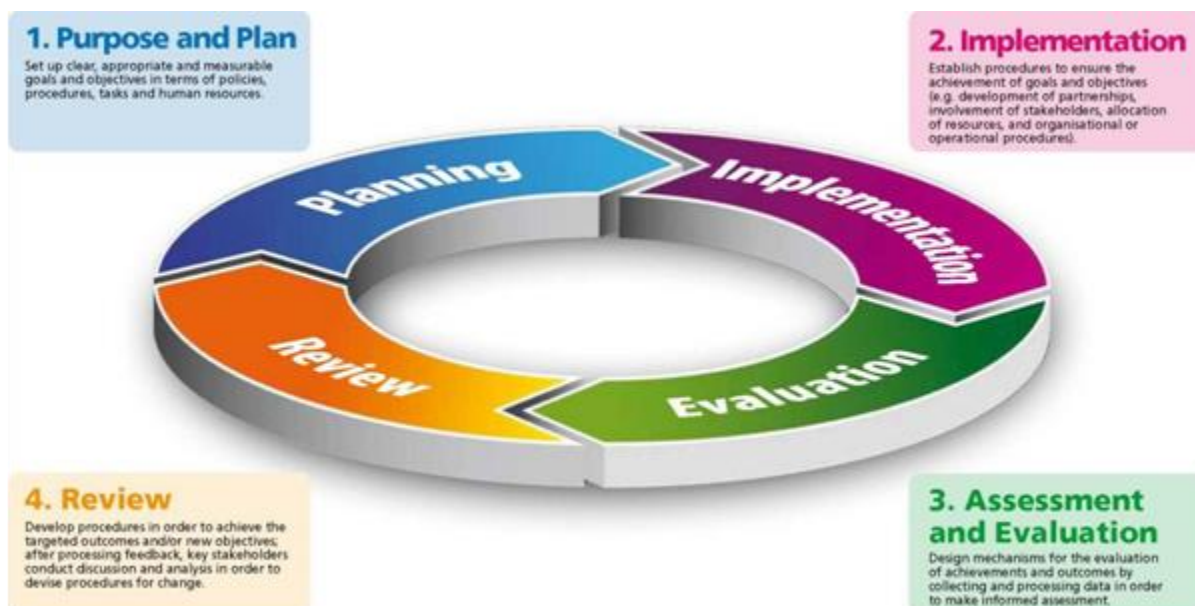 1. Purpose and Plan
Set up clear, appropriate and measurable
goals and objectives in terms of policies,
procedures, tasks and human resources.
2. Implementation
Establish procedures to ensure the
achievement of goals and objectives
(e.g. development of partnerships,
involvement of stakeholders, allocation
of resources, and organisational or
operational procedures).
Planning
Implementation
Review
Evaluation
4. Review
Develop procedures in order to achieve the
targeted outcomes and/or new objectives;
after processing feedback, key stakeholders
conduct discussion and analysis in order to
devise procedures for change.
3. Assessment
and Evaluation
Design mechanisms for the evaluation
of achievements and outcomes by
collecting and processing data in order
to make informed assessment.